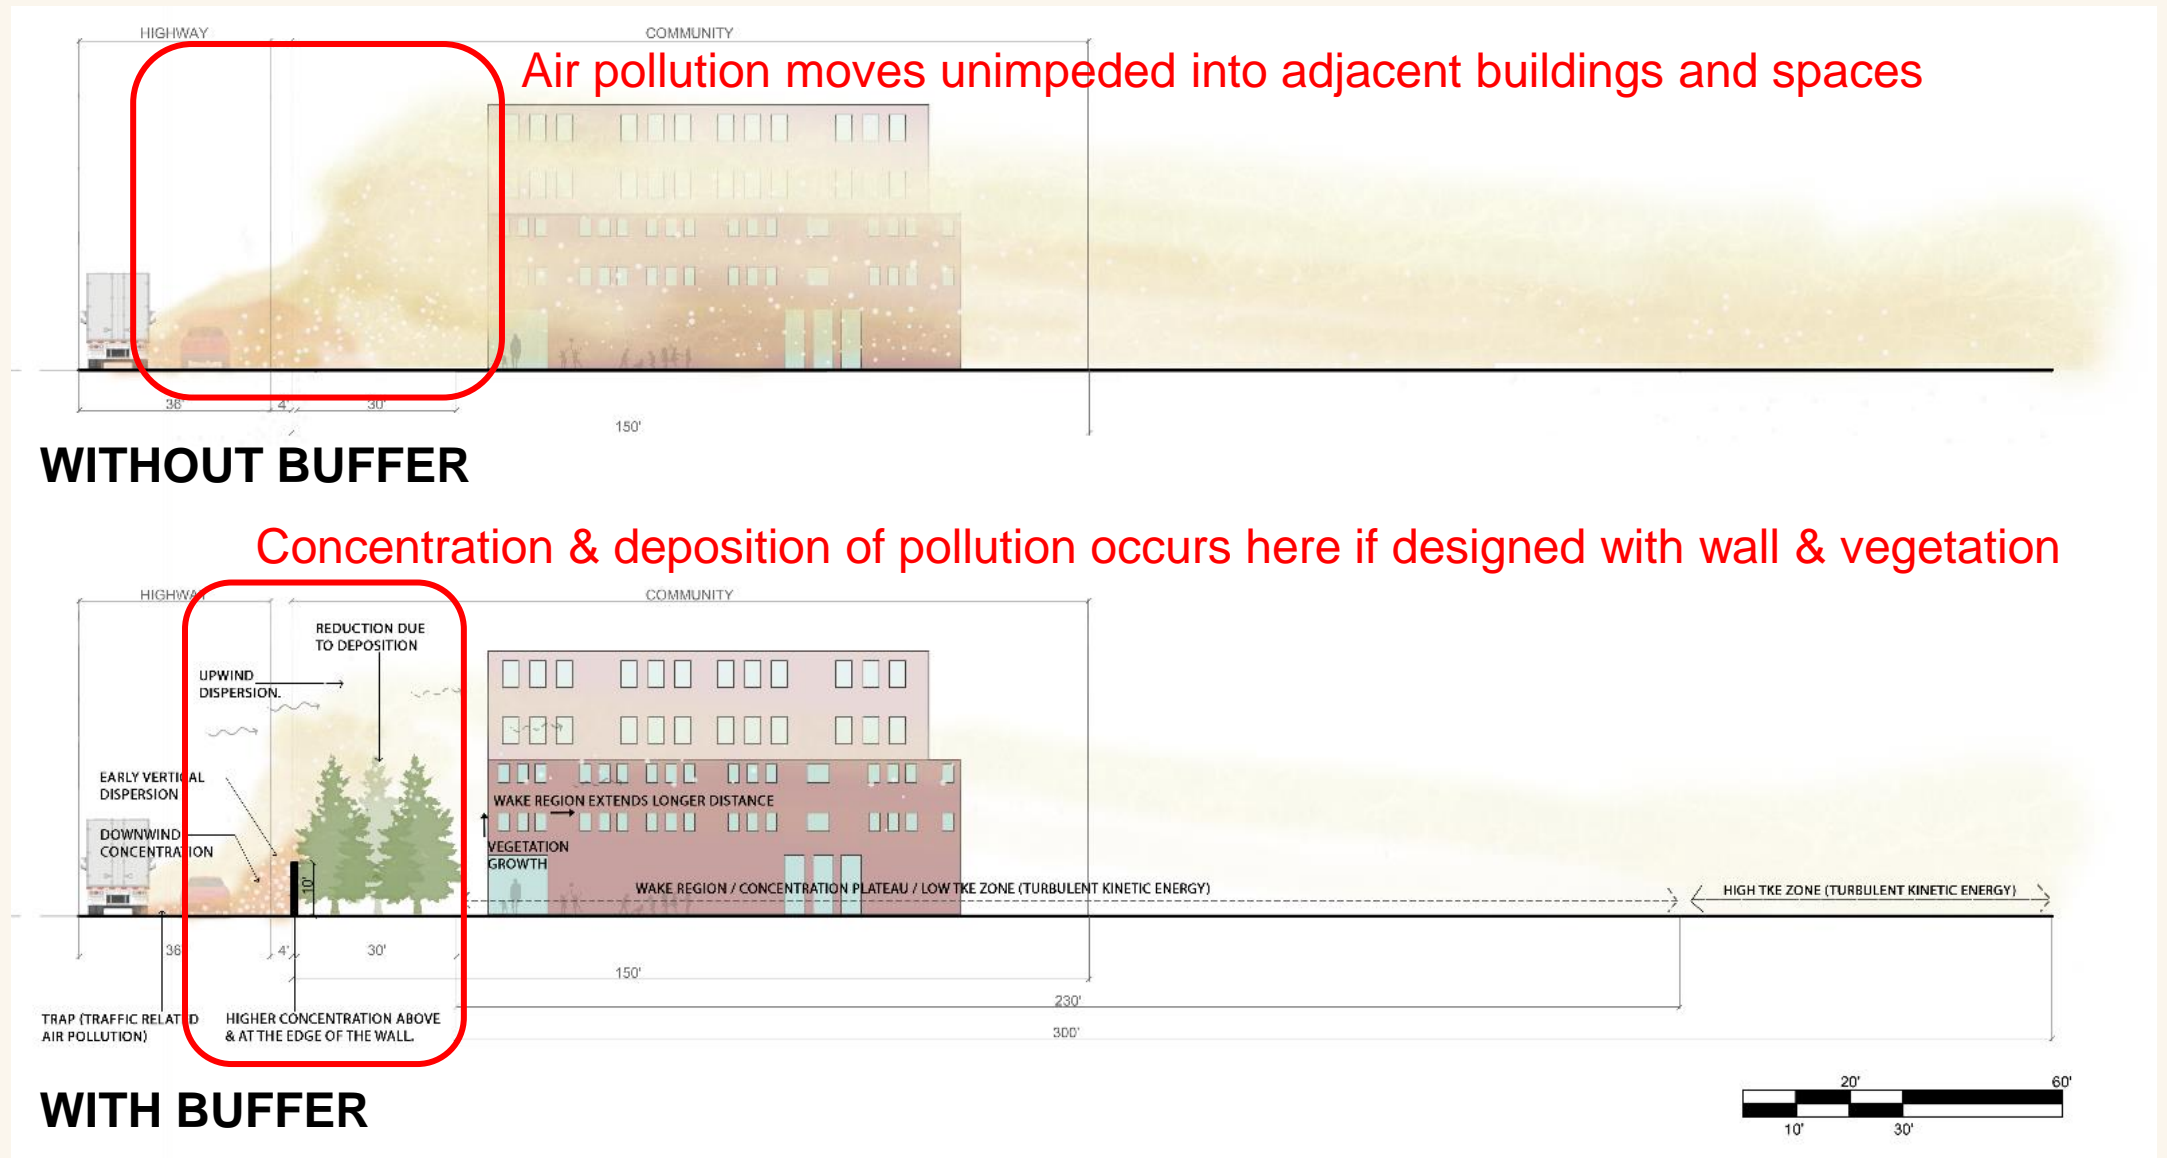 HIGHWAY
COMMUNITY
Air pollution moves unimpeded into adjacent buildings and spaces
36'
4'
30'
150'
WITHOUT BUFFER
Concentration & deposition of pollution occurs here if designed with wall & vegetation
HIGHWAY
COMMUNITY
REDUCTION DUE
TO DEPOSITION
UPWIND
DISPERSION.
EARLY VERTICAL
DISPERSION
DOWNWIND
CONCENTRATION
10'
WAKE REGION EXTENDS LONGER DISTANCE
VEGETATION
GROWTH
WAKE REGION / CONCENTRATION PLATEAU / LOW TKE ZONE (TURBULENT KINETIC ENERGY)
HIGH TKE ZONE (TURBULENT KINETIC ENERGY)
36'
4'
30'
150'
230'
300'
TRAP (TRAFFIC RELATED
AIR POLLUTION)
HIGHER CONCENTRATION ABOVE
& AT THE EDGE OF THE WALL.
WITH BUFFER
20'
60'
10'
30'